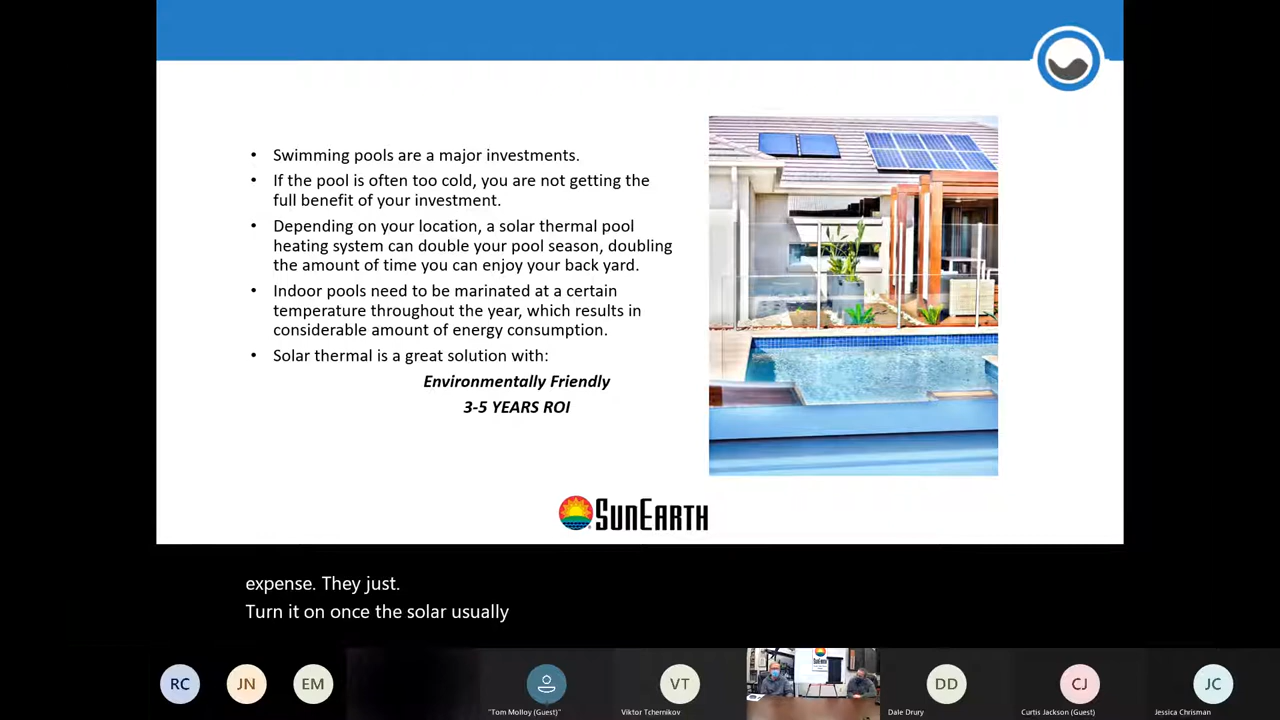 • Swimming pools are a major investments.
• If the pool is often too cold, you are not getting the
full benefit of your investment.
• Depending on your location, a solar thermal pool
heating system can double your pool season, doubling
the amount of time you can enjoy your back yard.
• Indoor pools need to be marinated at a certain
temperature throughout the year, which results in
considerable amount of energy consumption.
• Solar thermal is a great solution with:
Environmentally Friendly
3-5 YEARS ROI
SUNEARTH
expense. They just.
Turn it on once the solar usually
RC
JN
EM
VT
DD
CJ
JC
"Tom Molloy (Guest)"
Viktor Tchernikov
Dale Drury
Curtis Jackson (Guest)
Jessica Chrisman